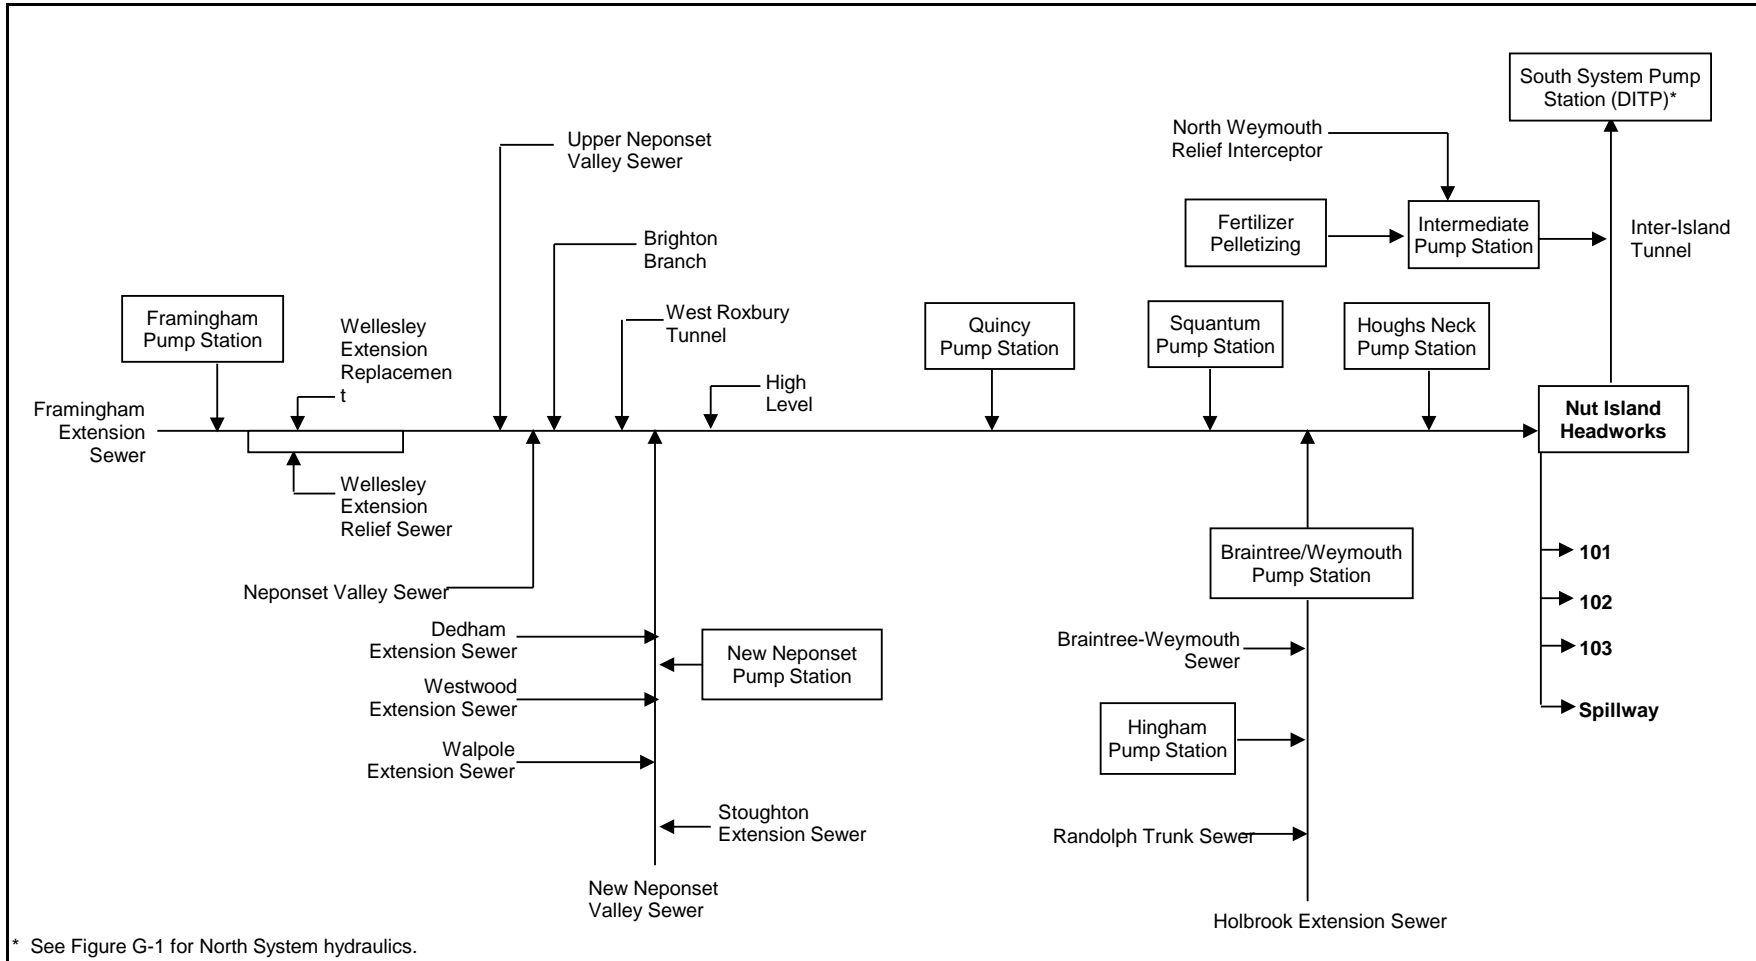 South System Pump
Station (DITP)*
North Weymouth
Relief Interceptor
Upper Neponset
Valley Sewer
Fertilizer
Pelletizing
Intermediate
Pump Station
Inter-Island
Tunnel
Brighton
Branch
Framingham
Pump Station
Wellesley
Extension
Replacemen
t
West Roxbury
Tunnel
Quincy
Pump Station
Squantum
Pump Station
Houghs Neck
Pump Station
High
Level
Framingham
Extension
Sewer
Nut Island
Headworks
Wellesley
Extension
Relief Sewer
Neponset Valley Sewer
Braintree/Weymouth
Pump Station
101
102
103
Spillway
Dedham
Extension Sewer
New Neponset
Pump Station
Westwood
Extension Sewer
Walpole
Extension Sewer
Stoughton
Extension Sewer
New Neponset
Valley Sewer
Braintree-Weymouth
Sewer
Hingham
Pump Station
Randolph Trunk Sewer
Holbrook Extension Sewer
* See Figure G-1 for North System hydraulics.